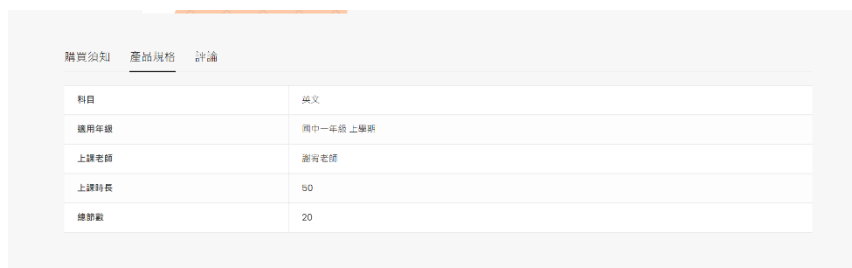 購買須知 產品規格 評論
科目 英文
適用年級 國中一年級 上學期
上課老師 謝宥老師
上課時長 50
總節數 20